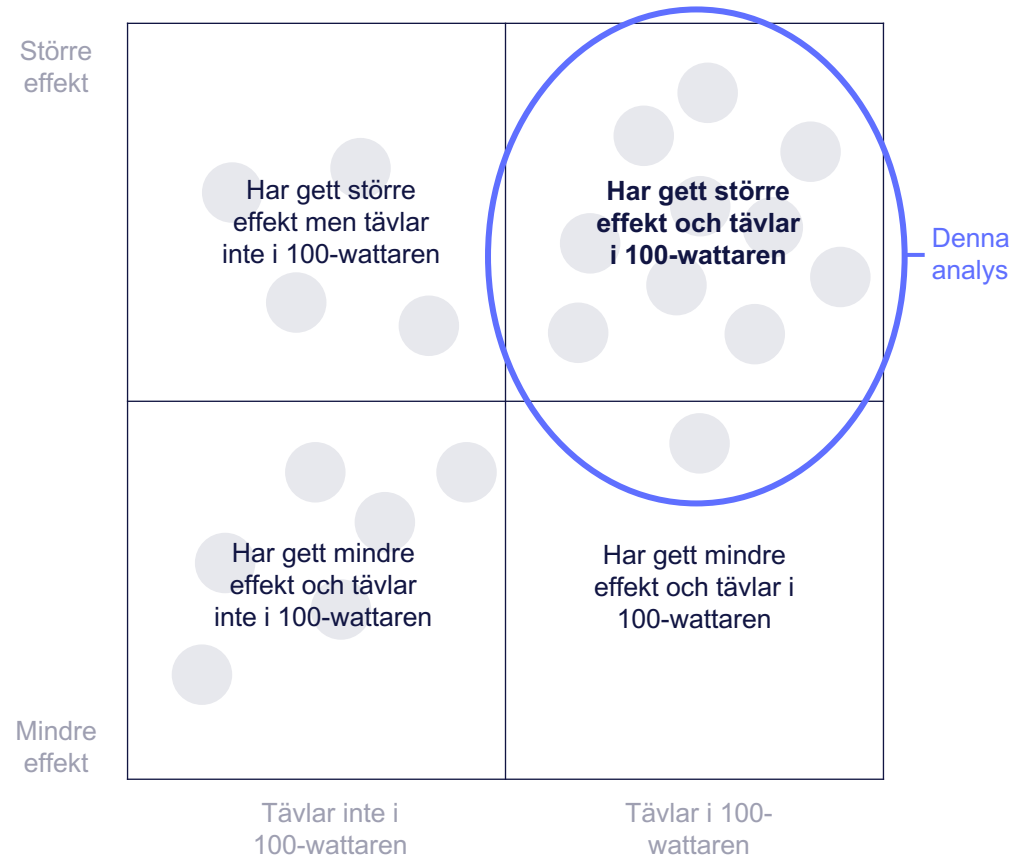 Större
effekt
Har gett större
effekt men tävlar
inte i 100-wattaren
Har gett större
effekt och tävlar
i 100-wattaren
Denna
analys
Har gett mindre
effekt och tävlar
inte i 100-wattaren
Har gett mindre
effekt och tävlar i
100-wattaren
Mindre
effekt
Tävlar inte i
100-wattaren
Tävlar i 100-
wattaren